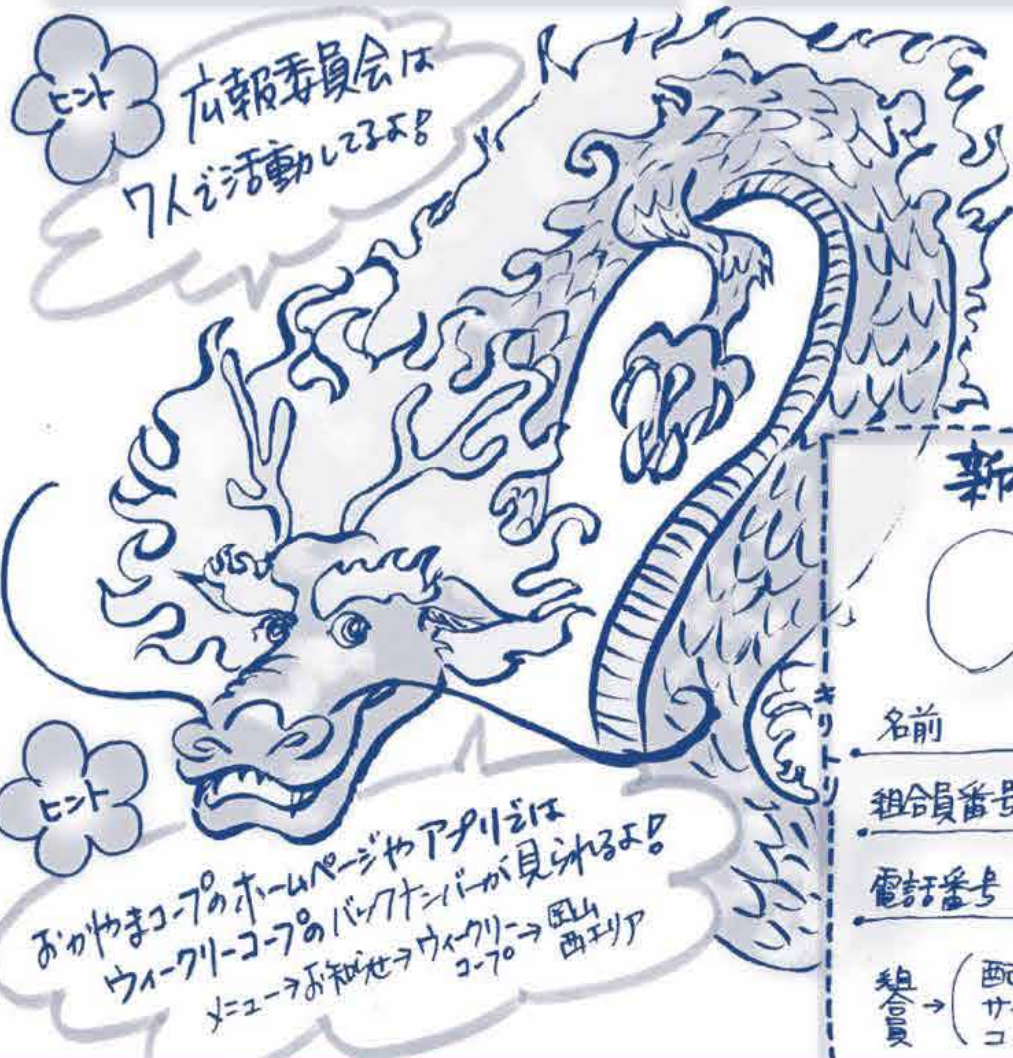 ヒント
広報委員会は
7人で活動してるよ!
ヒント
おかやまコープのホームページやアプリでは
ウィークリーコープのバックナンバーが見られるよ!
メニュー→お知らせ→ウィークリーコープ→岡山西エリア
キリトリ
新
名前
組合員番号
電話番号
組合員→(配
サ
コ